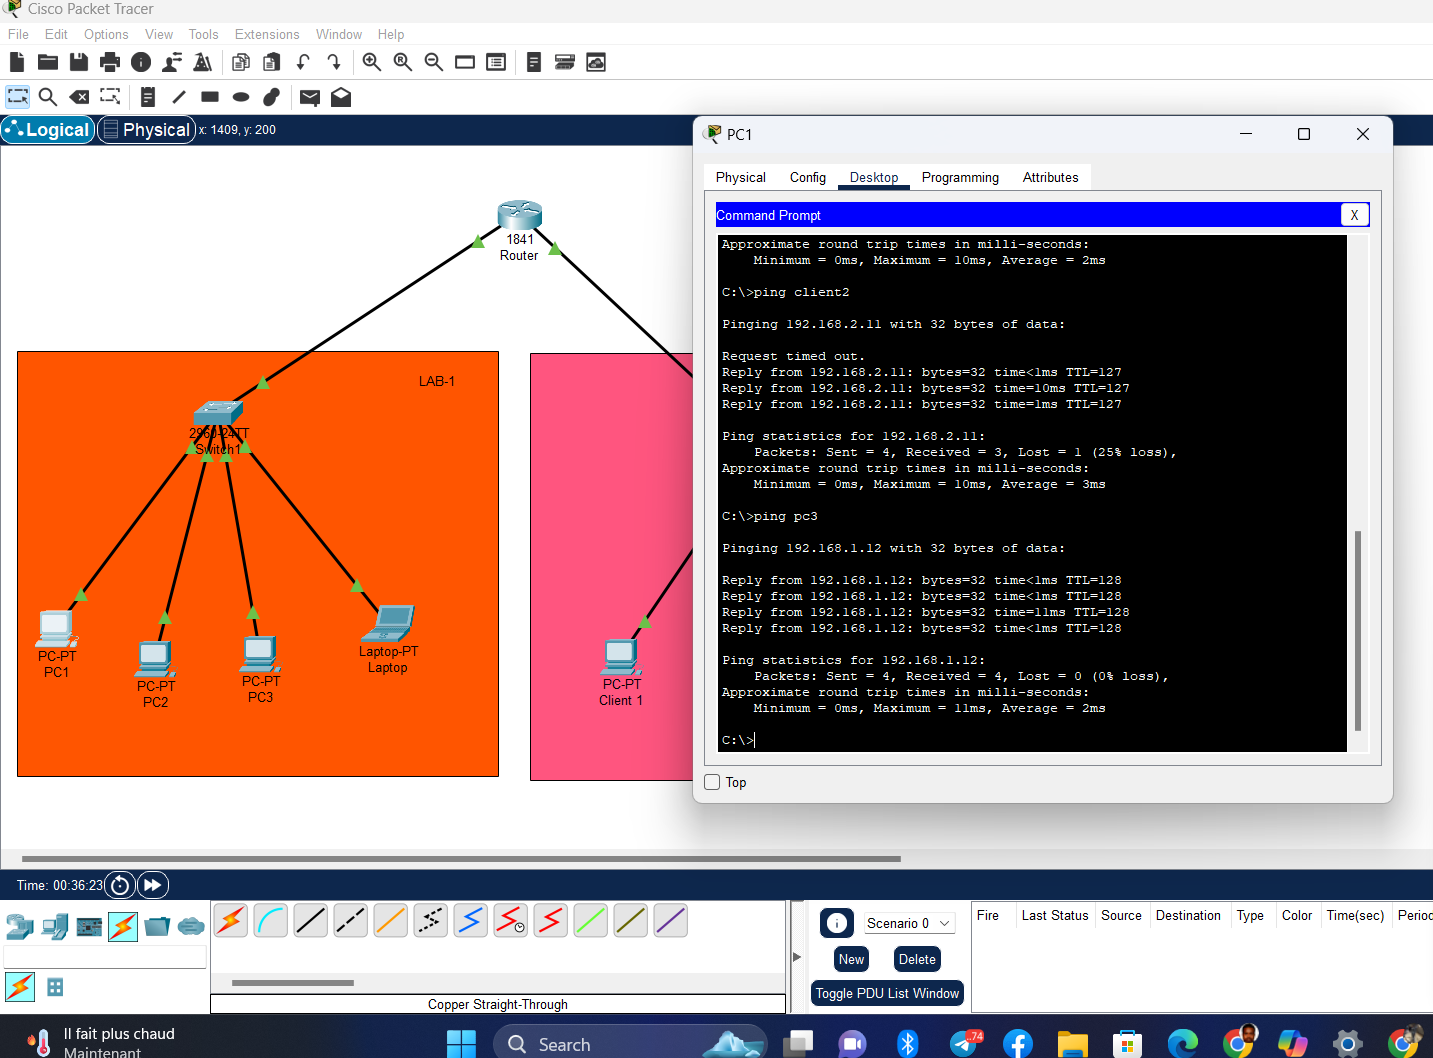 Cisco Packet Tracer
File Edit Options View Tools Extensions Window Help
Logical Physical x: 1409, y: 200
1841
Router
LAB-1
2960-24TT
Switch1
PC-PT
PC1
PC-PT
PC2
PC-PT
PC3
Laptop-PT
Laptop
PC-PT
Client 1
PC1
Physical Config Desktop Programming Attributes
Command Prompt X
Approximate round trip times in milli-seconds:
Minimum = 0ms, Maximum = 10ms, Average = 2ms
C:\>ping client2
Pinging 192.168.2.11 with 32 bytes of data:
Request timed out.
Reply from 192.168.2.11: bytes=32 time<1ms TTL=127
Reply from 192.168.2.11: bytes=32 time=10ms TTL=127
Reply from 192.168.2.11: bytes=32 time=1ms TTL=127
Ping statistics for 192.168.2.11:
Packets: Sent = 4, Received = 3, Lost = 1 (25% loss),
Approximate round trip times in milli-seconds:
Minimum = 0ms, Maximum = 10ms, Average = 3ms
C:\>ping pc3
Pinging 192.168.1.12 with 32 bytes of data:
Reply from 192.168.1.12: bytes=32 time<1ms TTL=128
Reply from 192.168.1.12: bytes=32 time<1ms TTL=128
Reply from 192.168.1.12: bytes=32 time=11ms TTL=128
Reply from 192.168.1.12: bytes=32 time<1ms TTL=128
Ping statistics for 192.168.1.12:
Packets: Sent = 4, Received = 4, Lost = 0 (0% loss),
Approximate round trip times in milli-seconds:
Minimum = 0ms, Maximum = 11ms, Average = 2ms
C:\>
Top
Time: 00:36:23
Copper Straight-Through
Scenario 0
New Delete
Toggle PDU List Window
Fire Last Status Source Destination Type Color Time(sec) Period
Il fait plus chaud
Maintenant
Search
74